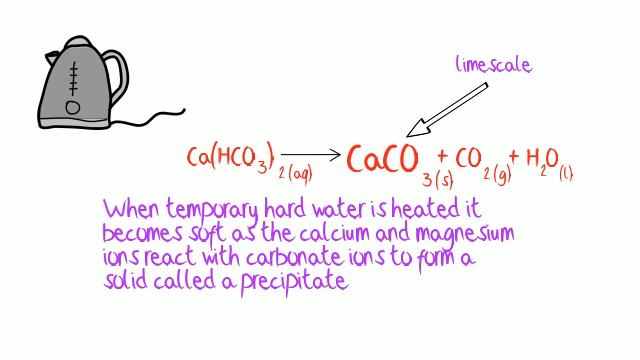 limescale
Ca(HCO₃)₂(aq) → CaCO₃(s) + CO₂(g) + H₂O(l)
When temporary hard water is heated it
becomes soft as the calcium and magnesium
ions react with carbonate ions to form a
solid called a precipitate